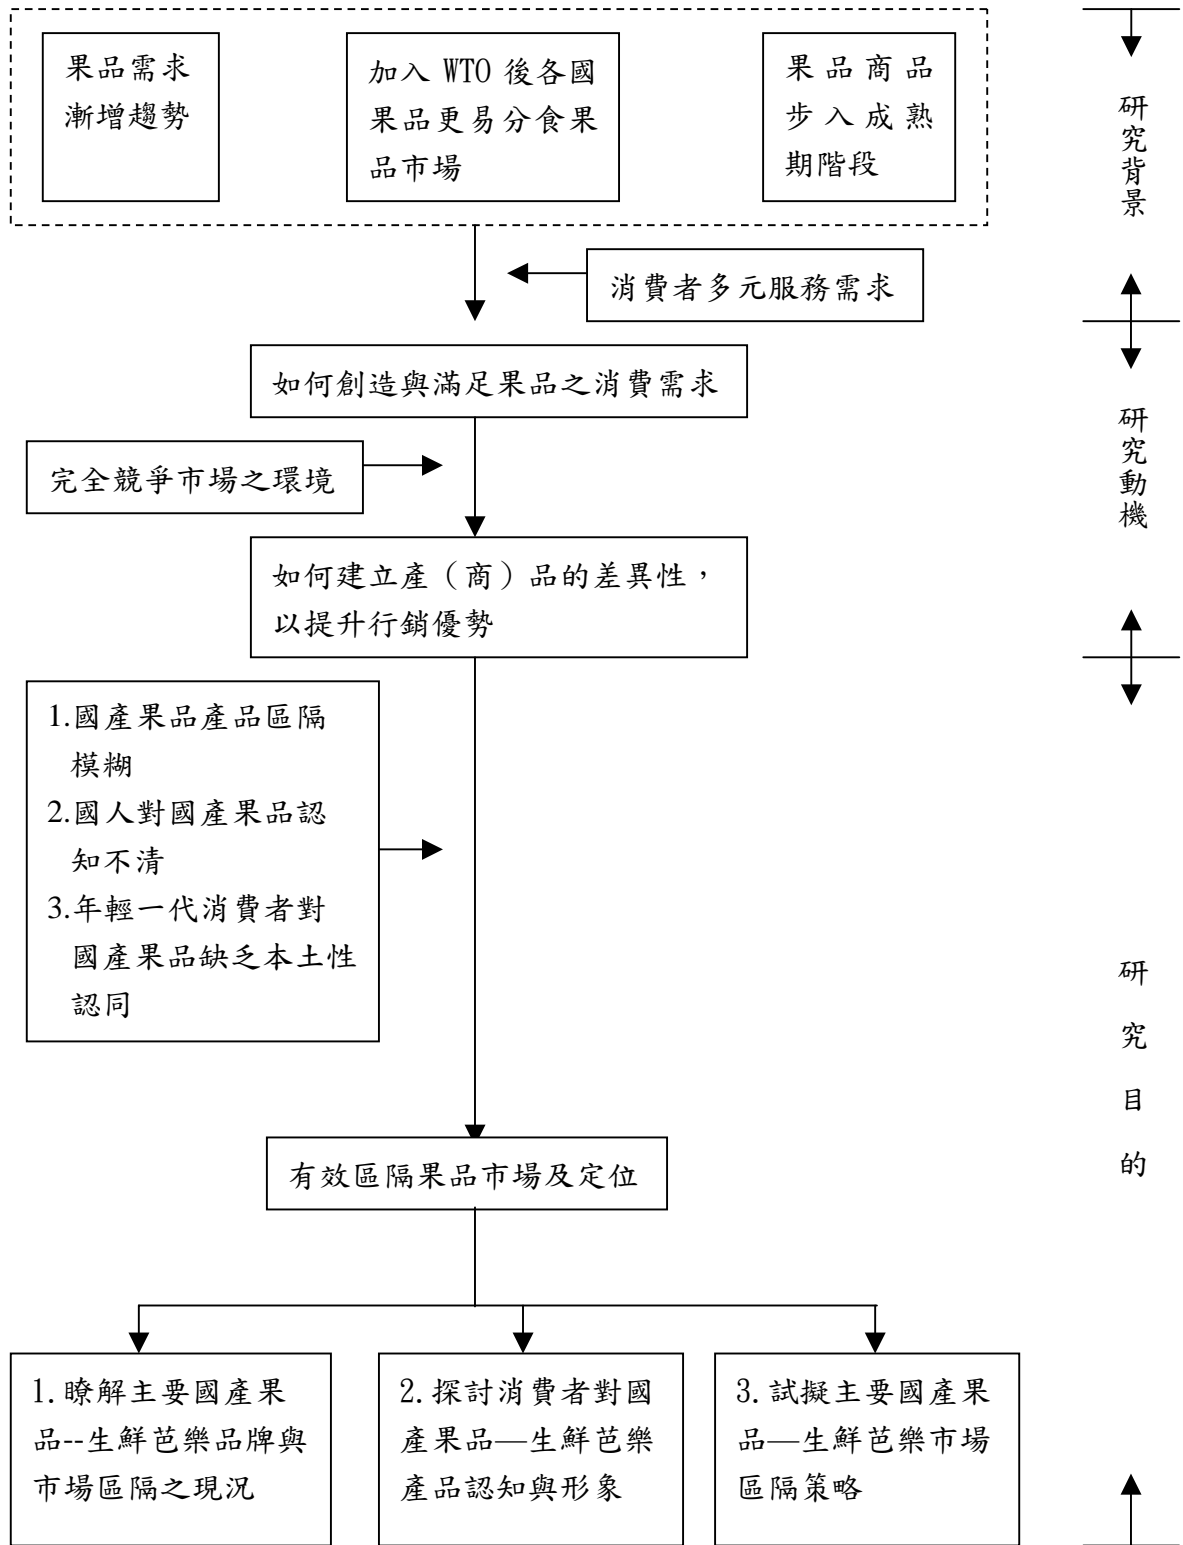 果品需求
漸增趨勢
加入 WTO 後各國
果品更易分食果
品市場
果品商品
步入成熟
期階段
研究背景
消費者多元服務需求
如何創造與滿足果品之消費需求
研究動機
完全競爭市場之環境
如何建立產（商）品的差異性，
以提升行銷優勢
1.國產果品產品區隔
模糊
2.國人對國產果品認
知不清
3.年輕一代消費者對
國產果品缺乏本土性
認同
研究目的
有效區隔果品市場及定位
1.瞭解主要國產果
品--生鮮芭樂品牌與
市場區隔之現況
2.探討消費者對國
產果品—生鮮芭樂
產品認知與形象
3.試擬主要國產果
品—生鮮芭樂市場
區隔策略